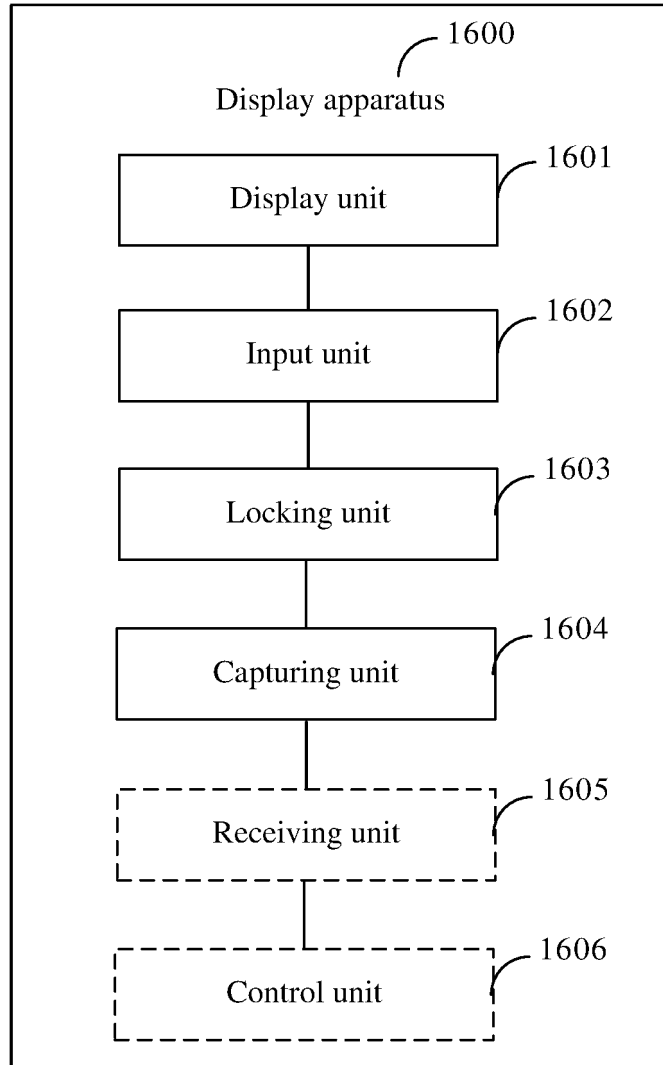 1600
Display apparatus
1601
Display unit
1602
Input unit
1603
Locking unit
1604
Capturing unit
1605
Receiving unit
1606
Control unit